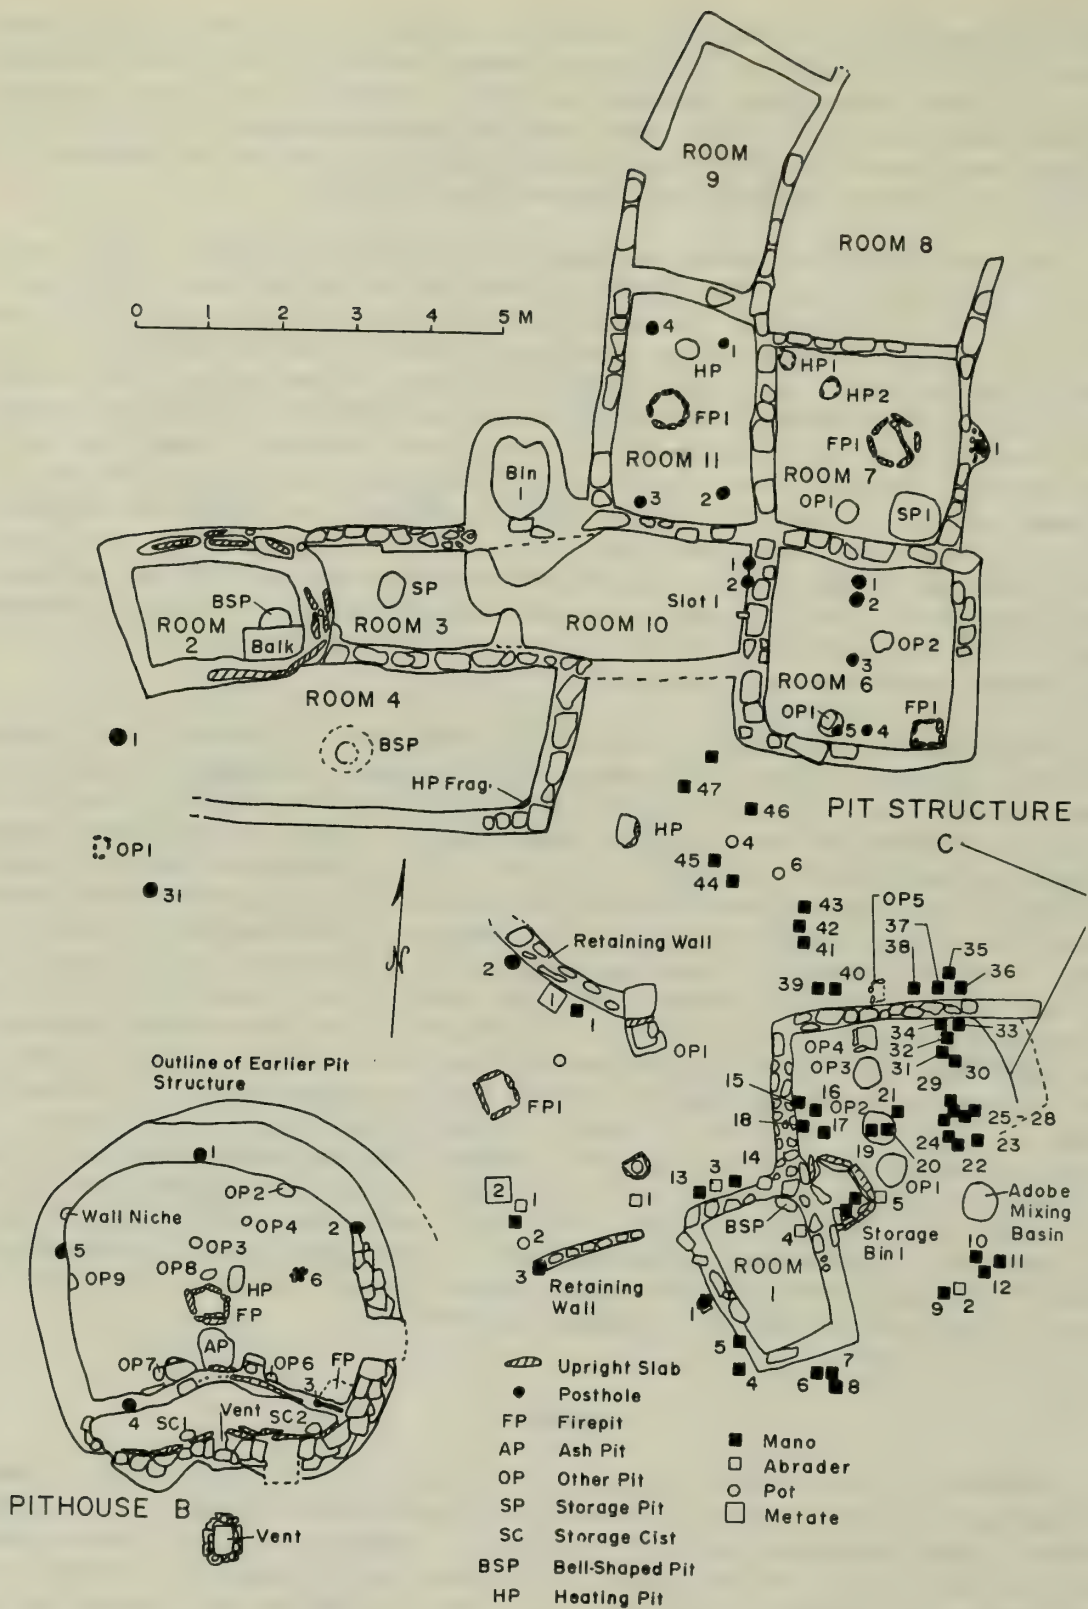 ROOM
9
ROOM 8
0 1 2 3 4 5 M
4
1
HP
FP1
ROOM 11
3 2
HP1
HP2
FP1
1
ROOM 7
OP1
SP1
Bin
1
BSP
ROOM
2
Balk
SP
ROOM 3
ROOM 10
1
2
Slot 1
1
2
OP2
3
ROOM 6
OP1
5 4
FP1
ROOM 4
BSP
HP Frag.
1
OP1
31
N
47
46
HP
4
45
6
44
43
42
41
39 40
PIT STRUCTURE
C
OP5
37
38
35
36
Retaining Wall
2
1
1
OP1
FP1
2
1
2
1
3
Retaining
Wall
34
33
32
31
30
29
OP4
OP3
15
16
OP2
21
18
17
19
20
24
25-28
23
22
OP1
13
3
14
BSP
4
5
Storage
Bin 1
Adobe
Mixing
Basin
10
11
12
9
2
ROOM
1
1
5
4
6
7
8
Outline of Earlier Pit
Structure
1
OP2
Wall Niche
OP4
2
5
OP3
OP9
OP8
HP
6
FP
AP
OP7
OP6
FP
3
4
SC1
Vent
SC2
PITHOUSE B
Vent
Upright Slab
Posthole
FP Firepit
AP Ash Pit
OP Other Pit
SP Storage Pit
SC Storage Cist
BSP Bell-Shaped Pit
HP Heating Pit
Mano
Abrader
Pot
Metate